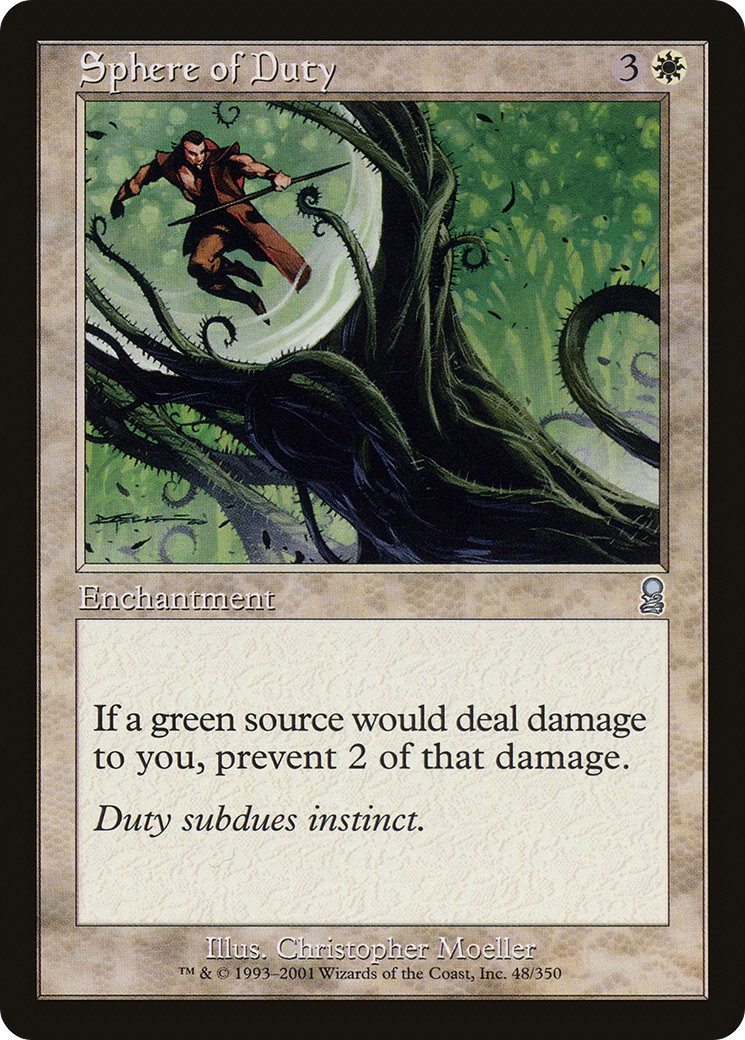 Sphere of Duty
3
Enchantment
If a green source would deal damage
to you, prevent 2 of that damage.
Duty subdues instinct.
Illus. Christopher Moeller
™ & © 1993–2001 Wizards of the Coast, Inc. 48/350